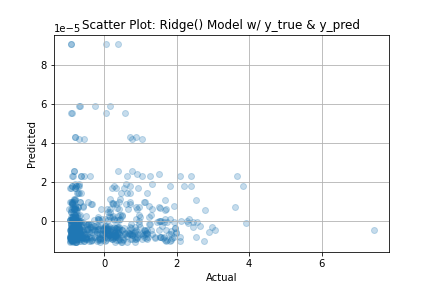 1e−5 Scatter Plot: Ridge() Model w/ y_true & y_pred
8
6
4
2
0
Predicted
0 2 4 6
Actual